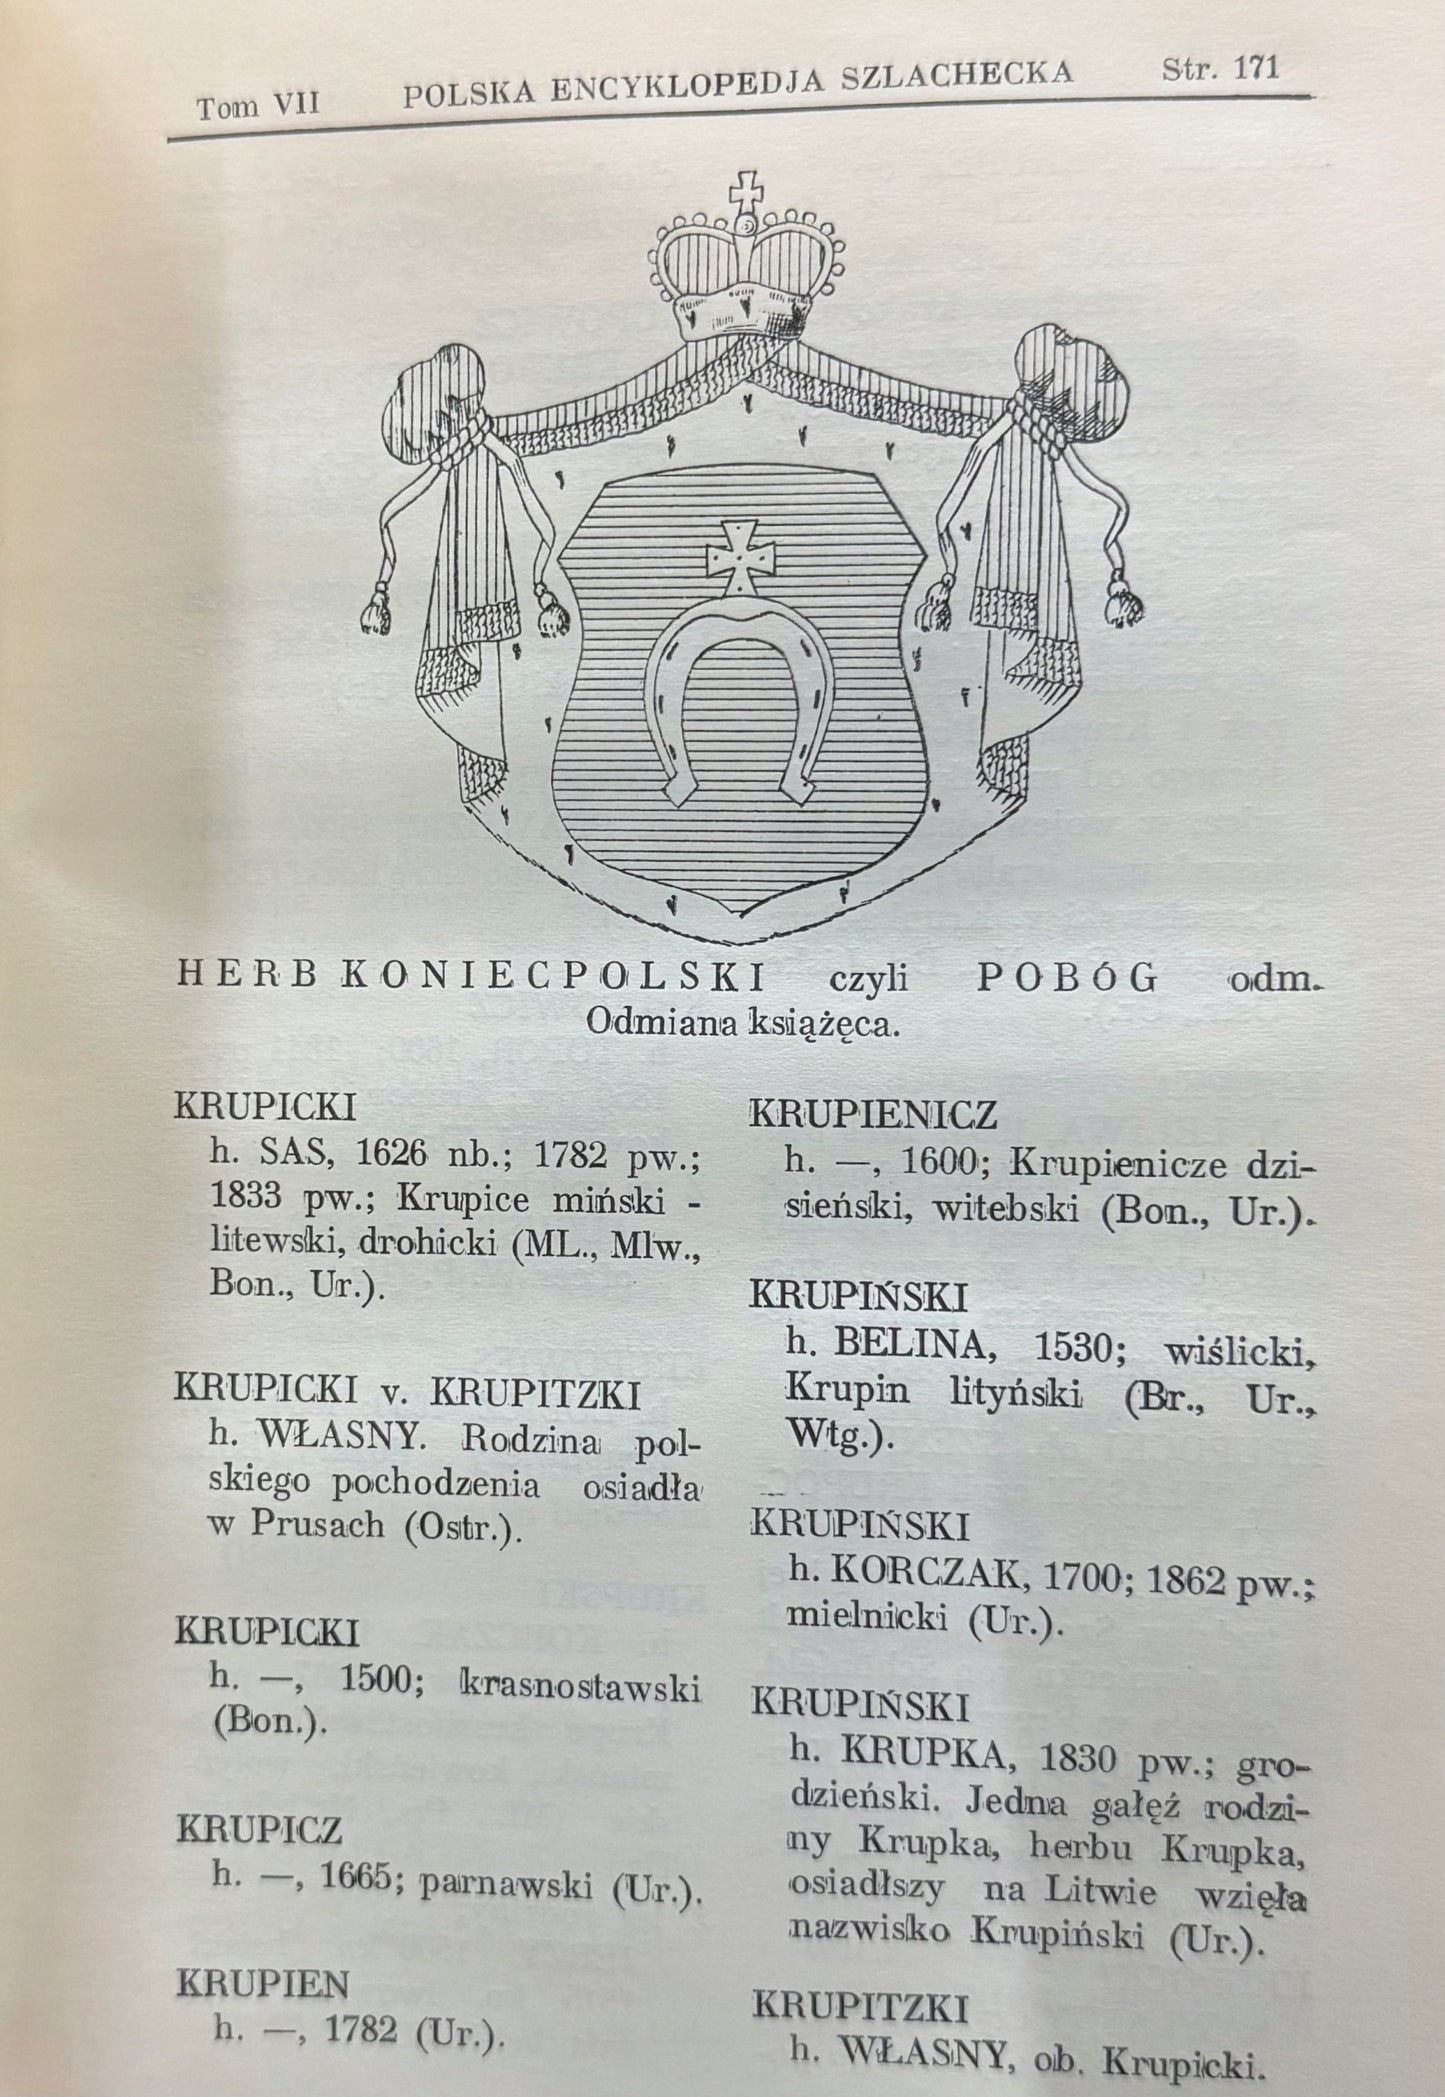 Tom VII POLSKA ENCYKLOPEDJA SZLACHECKA Str. 171
HERB KONIECPOLSKI czyli POBÓG odm.
Odmiana książęca.
KRUPICKI
h. SAS, 1626 nb.; 1782 pw.;
1833 pw.; Krupice miński -
litewski, drohicki (ML., Mlw.,
Bon., Ur.).
KRUPICKI v. KRUPITZKI
h. WŁASNY. Rodzina pol-
skiego pochodzenia osiadła
w Prusach (Ostr.).
KRUPICKI
h. —, 1500; krasnostawski
(Bon.).
KRUPICZ
h. —, 1665; parnawski (Ur.).
KRUPIEN
h. —, 1782 (Ur.).
KRUPIENICZ
h. —, 1600; Krupienicze dzi-
sieński, witebski (Bon., Ur.).
KRUPIŃSKI
h. BELINA, 1530; wiślicki,
Krupin lityński (Br., Ur.,
Wtg.).
KRUPIŃSKI
h. KORCZAK, 1700; 1862 pw.;
mielnicki (Ur.).
KRUPIŃSKI
h. KRUPKA, 1830 pw.; gro-
dzieński. Jedna gałęź rodzi-
ny Krupka, herbu Krupka,
osiadłszy na Litwie wzięła
nazwisko Krupiński (Ur.).
KRUPITZKI
h. WŁASNY, ob. Krupicki.